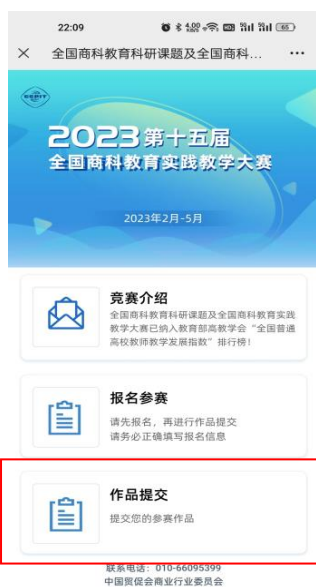 22:09
4.00
HD
65
全国商科教育科研课题及全国商科...
CCPIT
2023第十五届
全国商科教育实践教学大赛
2023年2月-5月
竞赛介绍
全国商科教育科研课题及全国商科教育实践
教学大赛已纳入教育部高教学会“全国普通
高校教师教学发展指数”排行榜！
报名参赛
请先报名，再进行作品提交
请务必正确填写报名信息
作品提交
提交您的参赛作品
联系电话：010-66095399
中国贸促会商业行业委员会